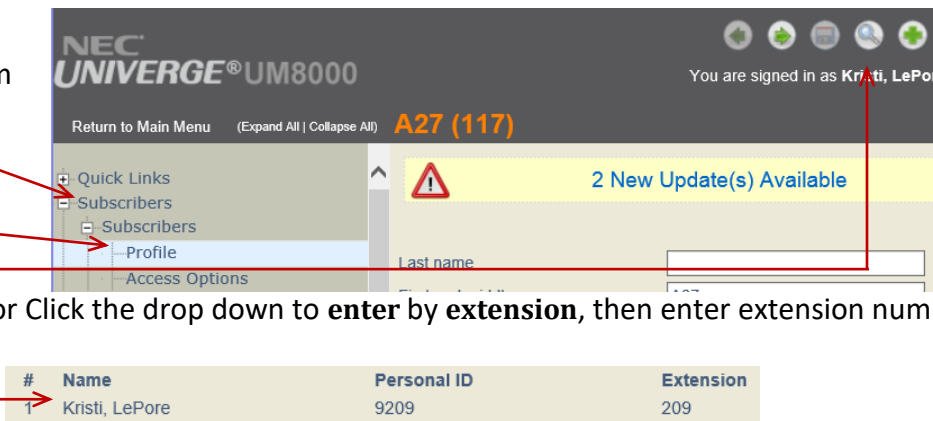 NEC
UNIVERGE®UM8000
You are signed in as Kristi, LePor
Return to Main Menu (Expand All | Collapse All) A27 (117)
Quick Links
2 New Update(s) Available
Subscribers
Subscribers
Profile
Last name
Access Options
or Click the drop down to enter by extension, then enter extension num
# Name Personal ID Extension
1 Kristi, LePore 9209 209